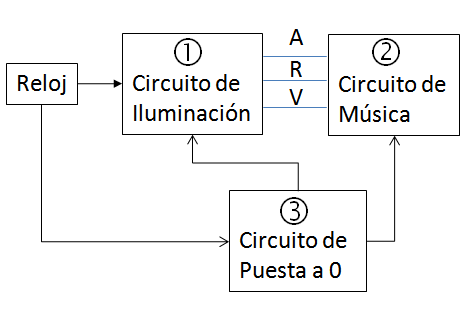 Reloj
①
Circuito de
Iluminación
A
R
V
②
Circuito de
Música
③
Circuito de
Puesta a 0